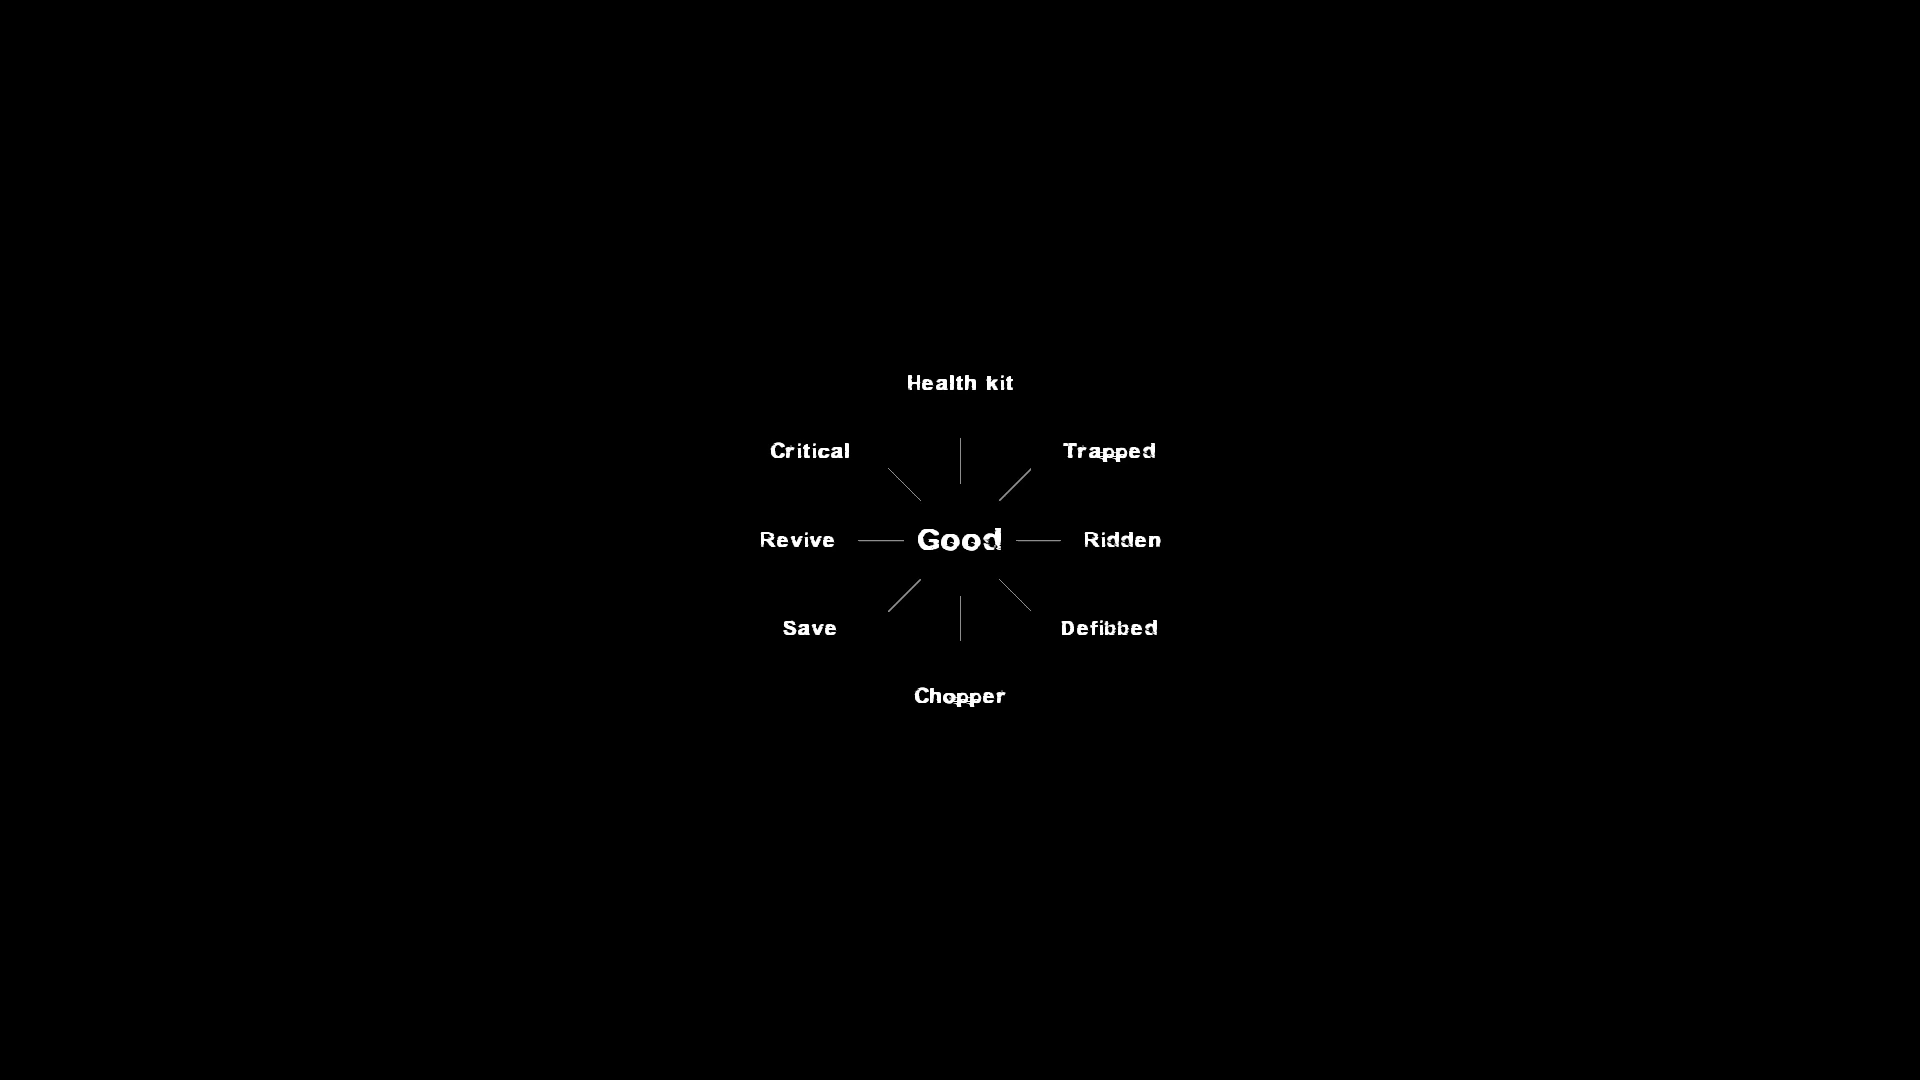 Health kit
Critical
Trapped
Revive
Good
Ridden
Save
Defibbed
Chopper